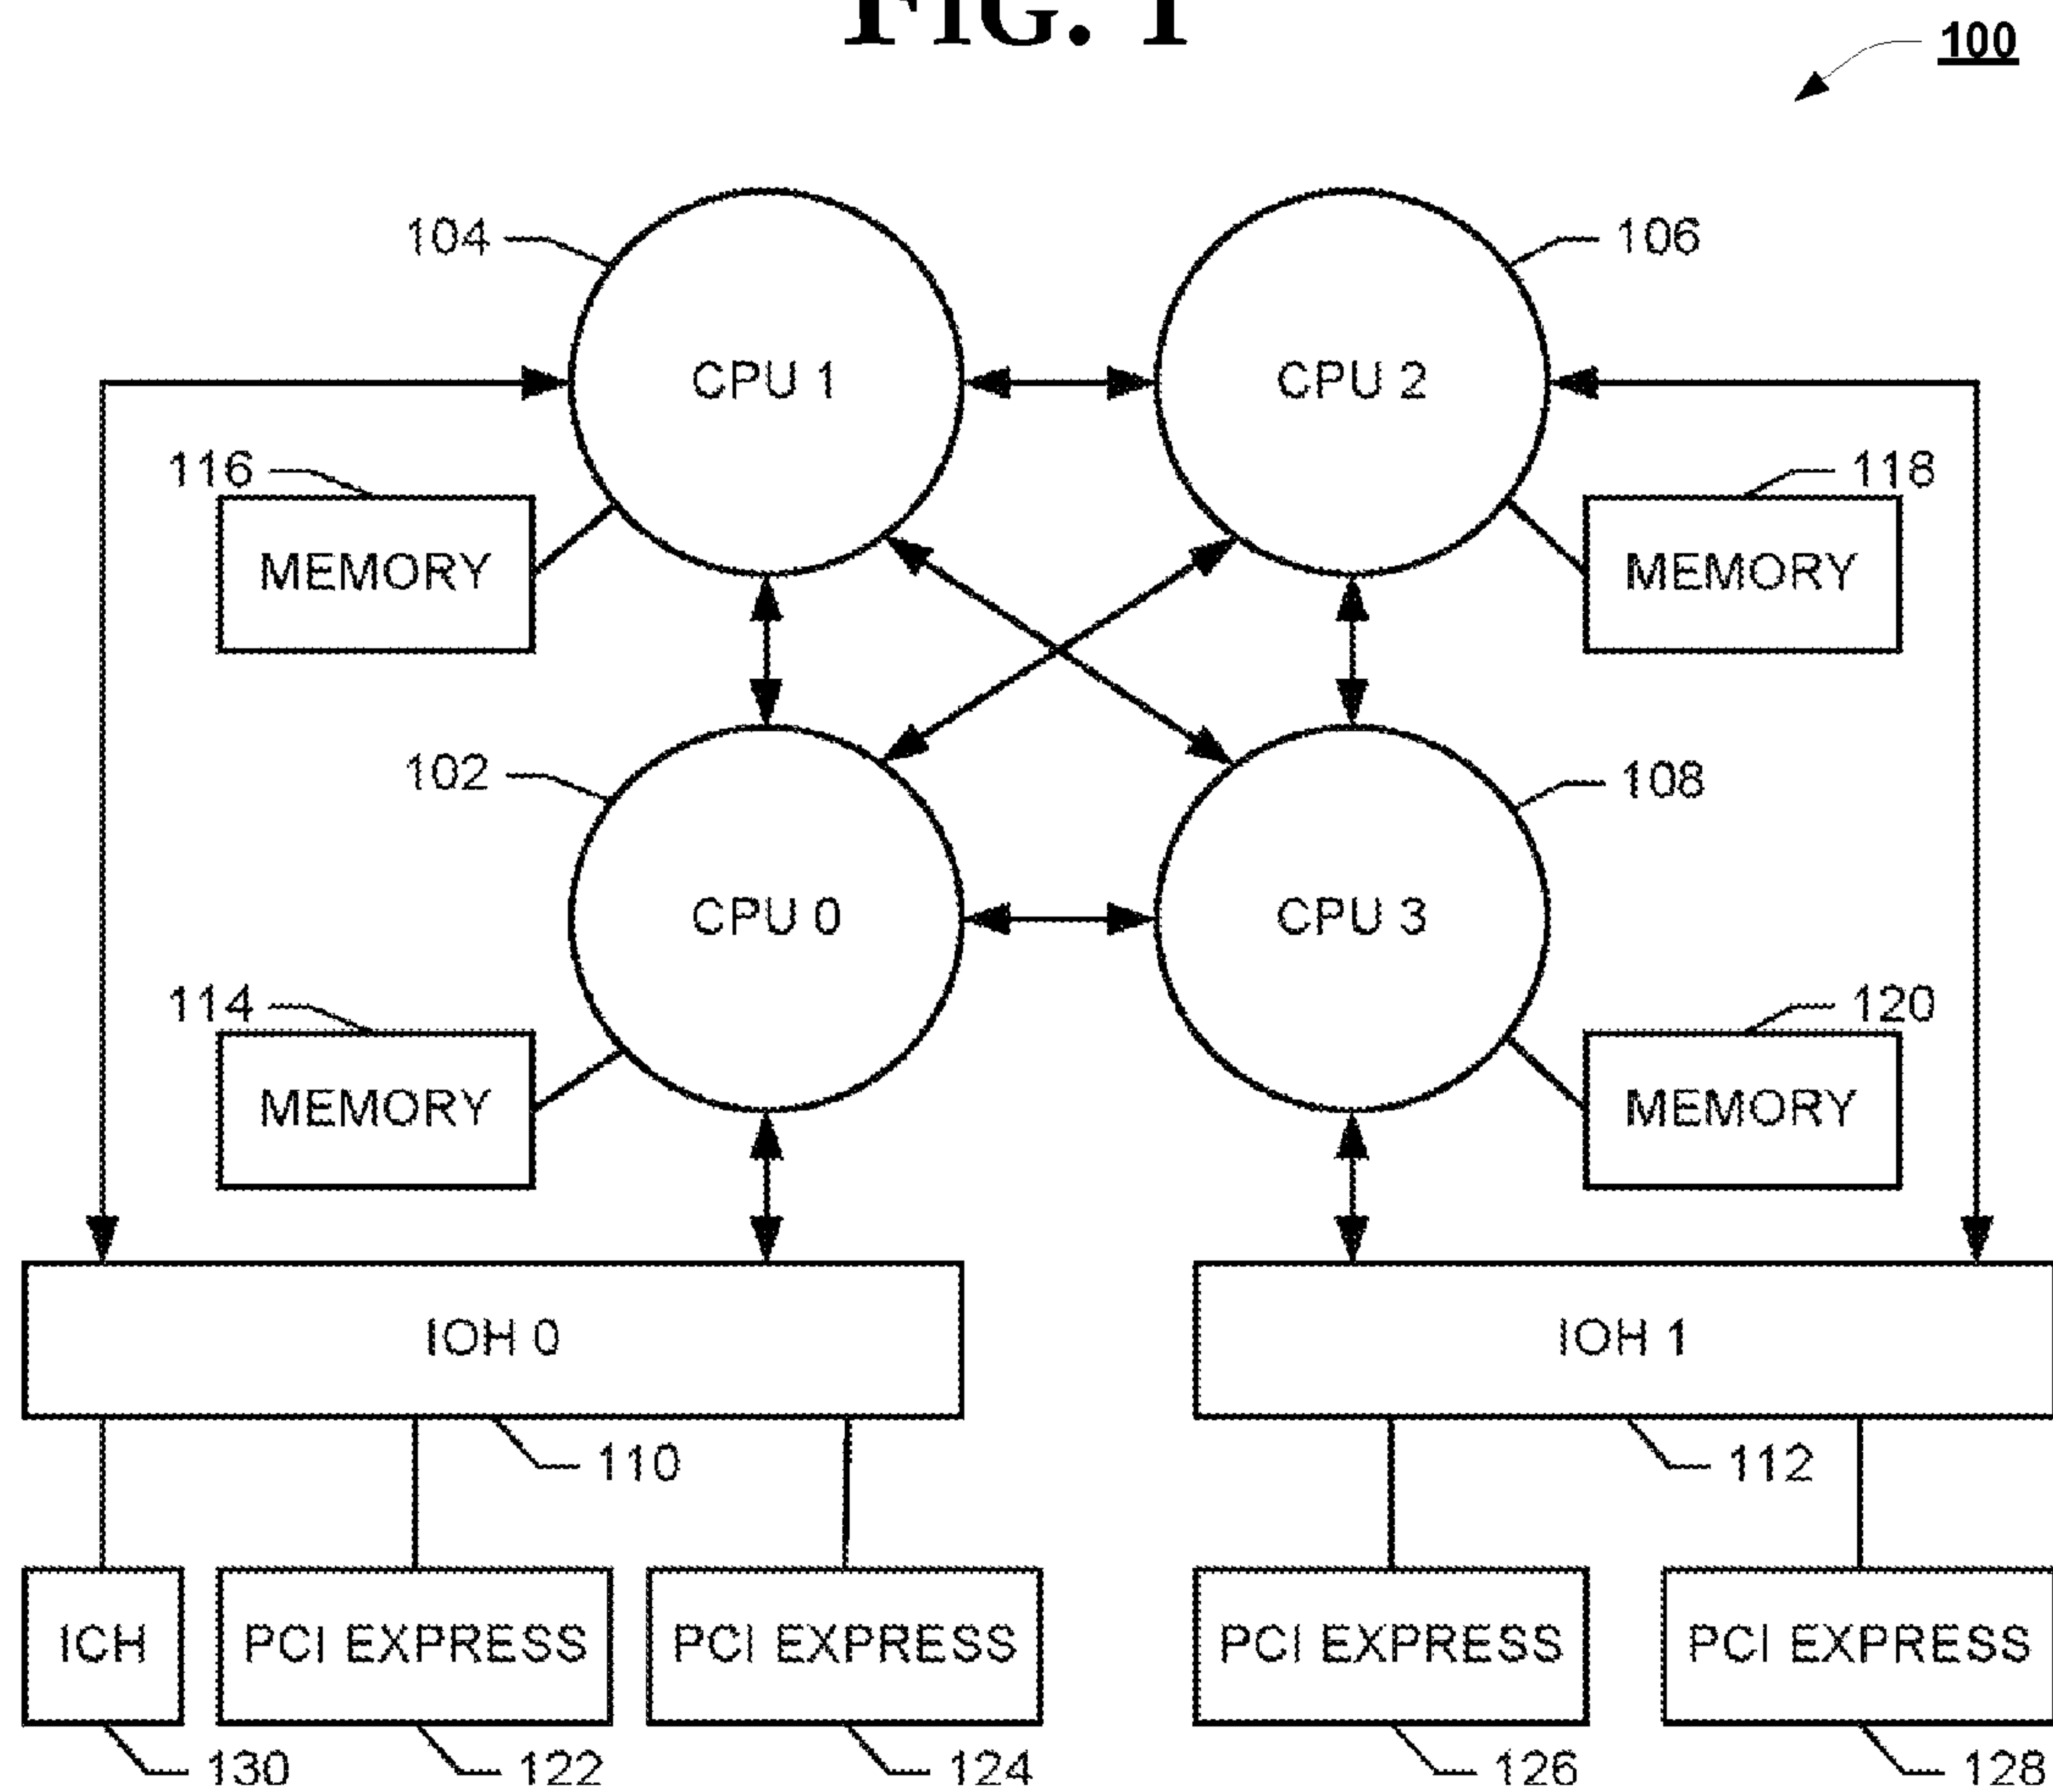 FIG. 1
100
104
106
CPU 1
CPU 2
116
118
MEMORY
MEMORY
102
108
CPU 0
CPU 3
114
120
MEMORY
MEMORY
IOH 0
IOH 1
110
112
ICH
PCI EXPRESS
PCI EXPRESS
PCI EXPRESS
PCI EXPRESS
130
122
124
126
128